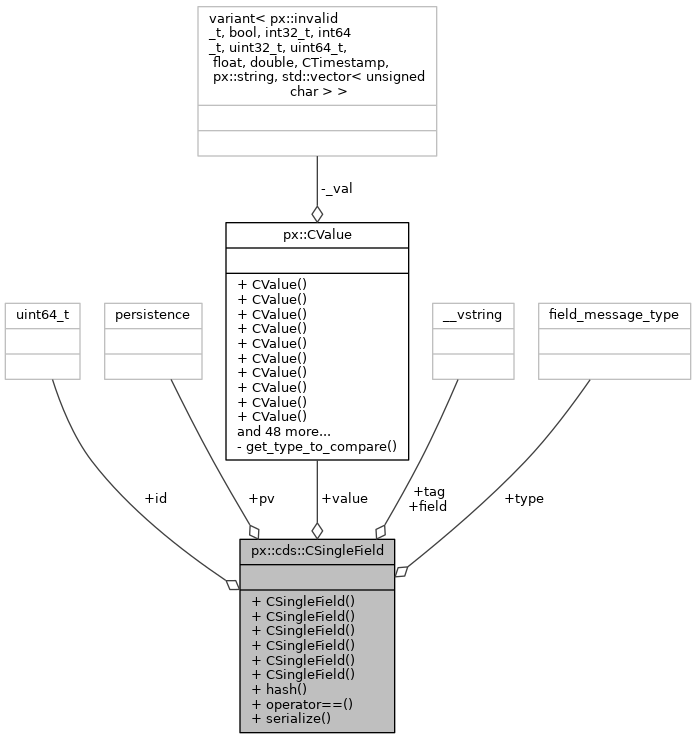 variant< px::invalid
_t, bool, int32_t, int64
_t, uint32_t, uint64_t,
float, double, CTimestamp,
px::string, std::vector< unsigned
char > >
-_val
px::CValue
+ CValue()
+ CValue()
+ CValue()
+ CValue()
+ CValue()
+ CValue()
+ CValue()
+ CValue()
+ CValue()
+ CValue()
and 48 more...
- get_type_to_compare()
uint64_t
persistence
__vstring
field_message_type
+id
+pv
+value
+tag
+field
+type
px::cds::CSingleField
+ CSingleField()
+ CSingleField()
+ CSingleField()
+ CSingleField()
+ CSingleField()
+ CSingleField()
+ hash()
+ operator==()
+ serialize()